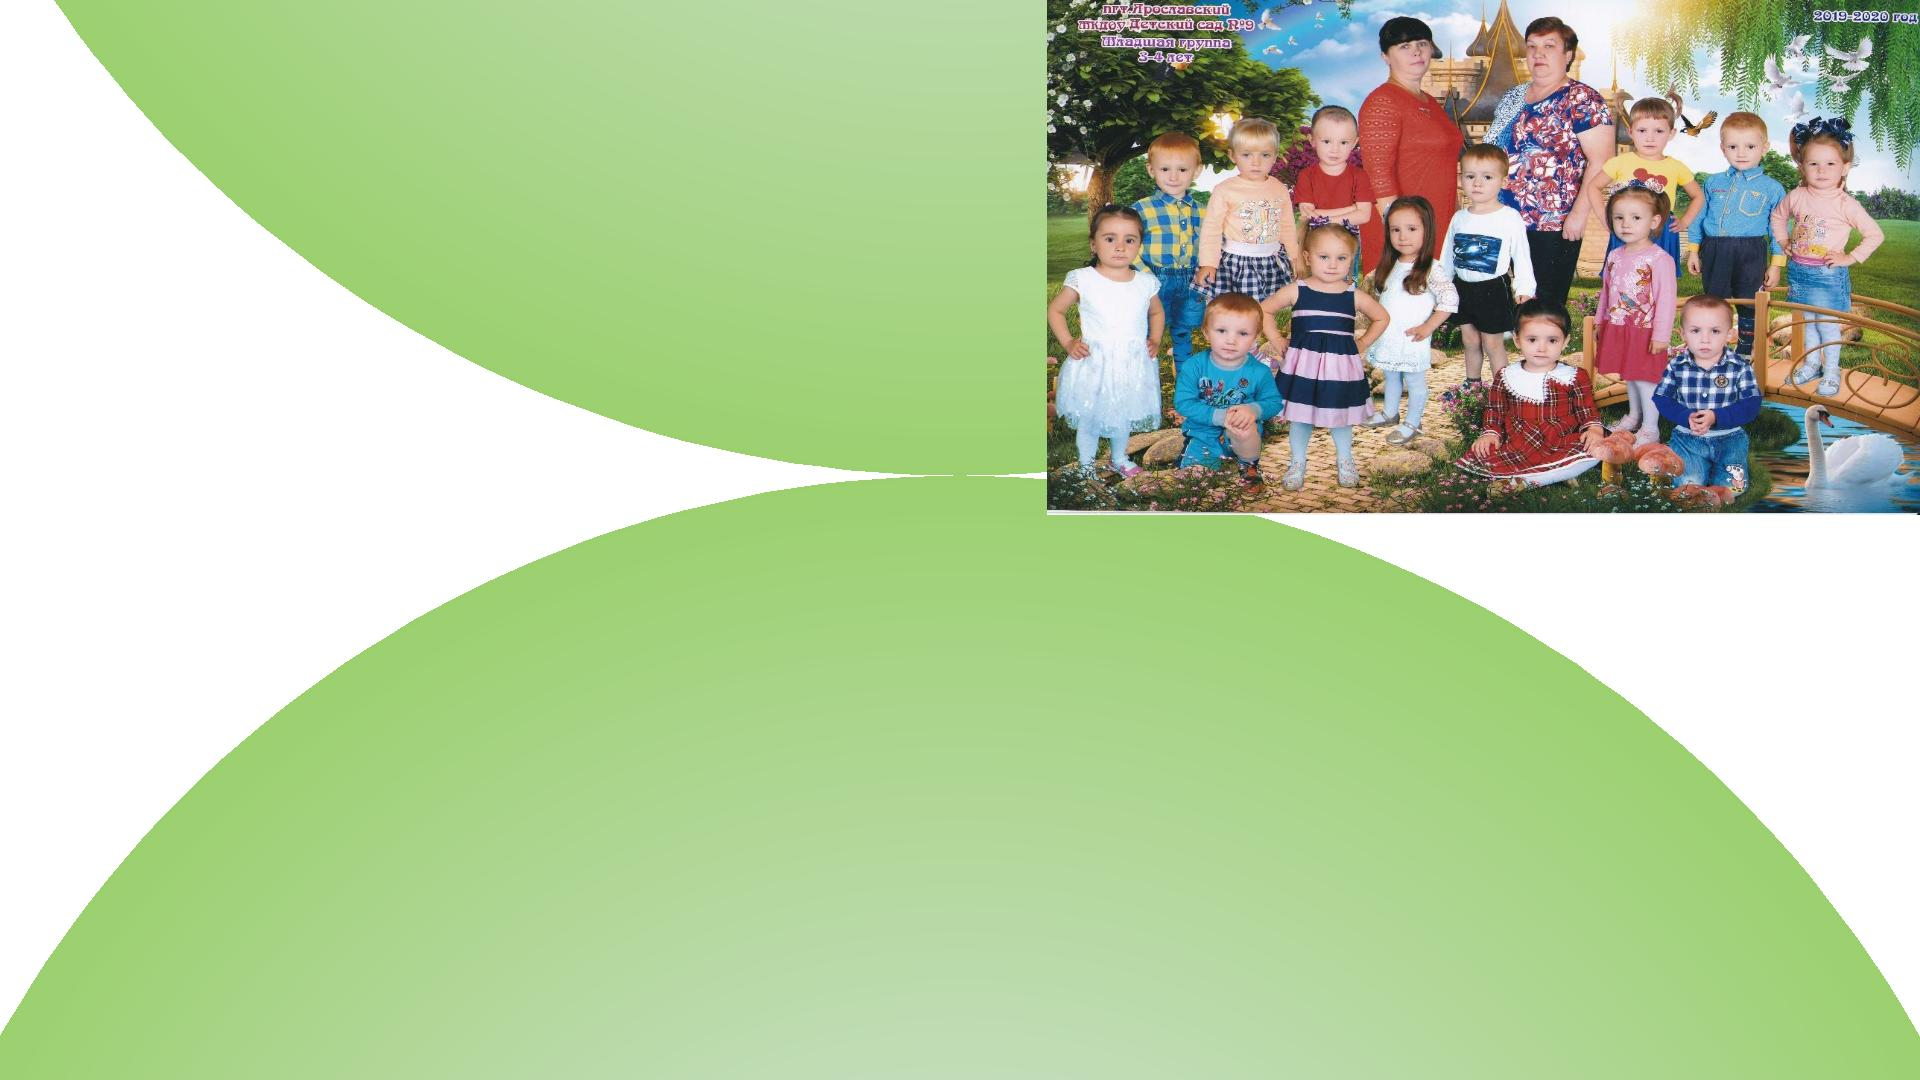 пгт.Ярославский
мкдоу Детский сад №9
Младшая группа
3-4 лет
2019-2020 год